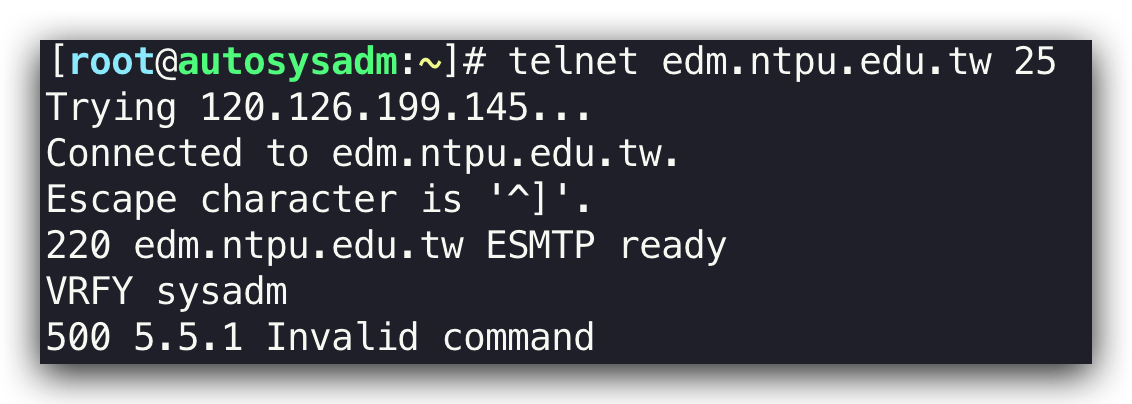 [root@autosysadm:~]# telnet edm.ntpu.edu.tw 25
Trying 120.126.199.145...
Connected to edm.ntpu.edu.tw.
Escape character is '^]'.
220 edm.ntpu.edu.tw ESMTP ready
VRFY sysadm
500 5.5.1 Invalid command